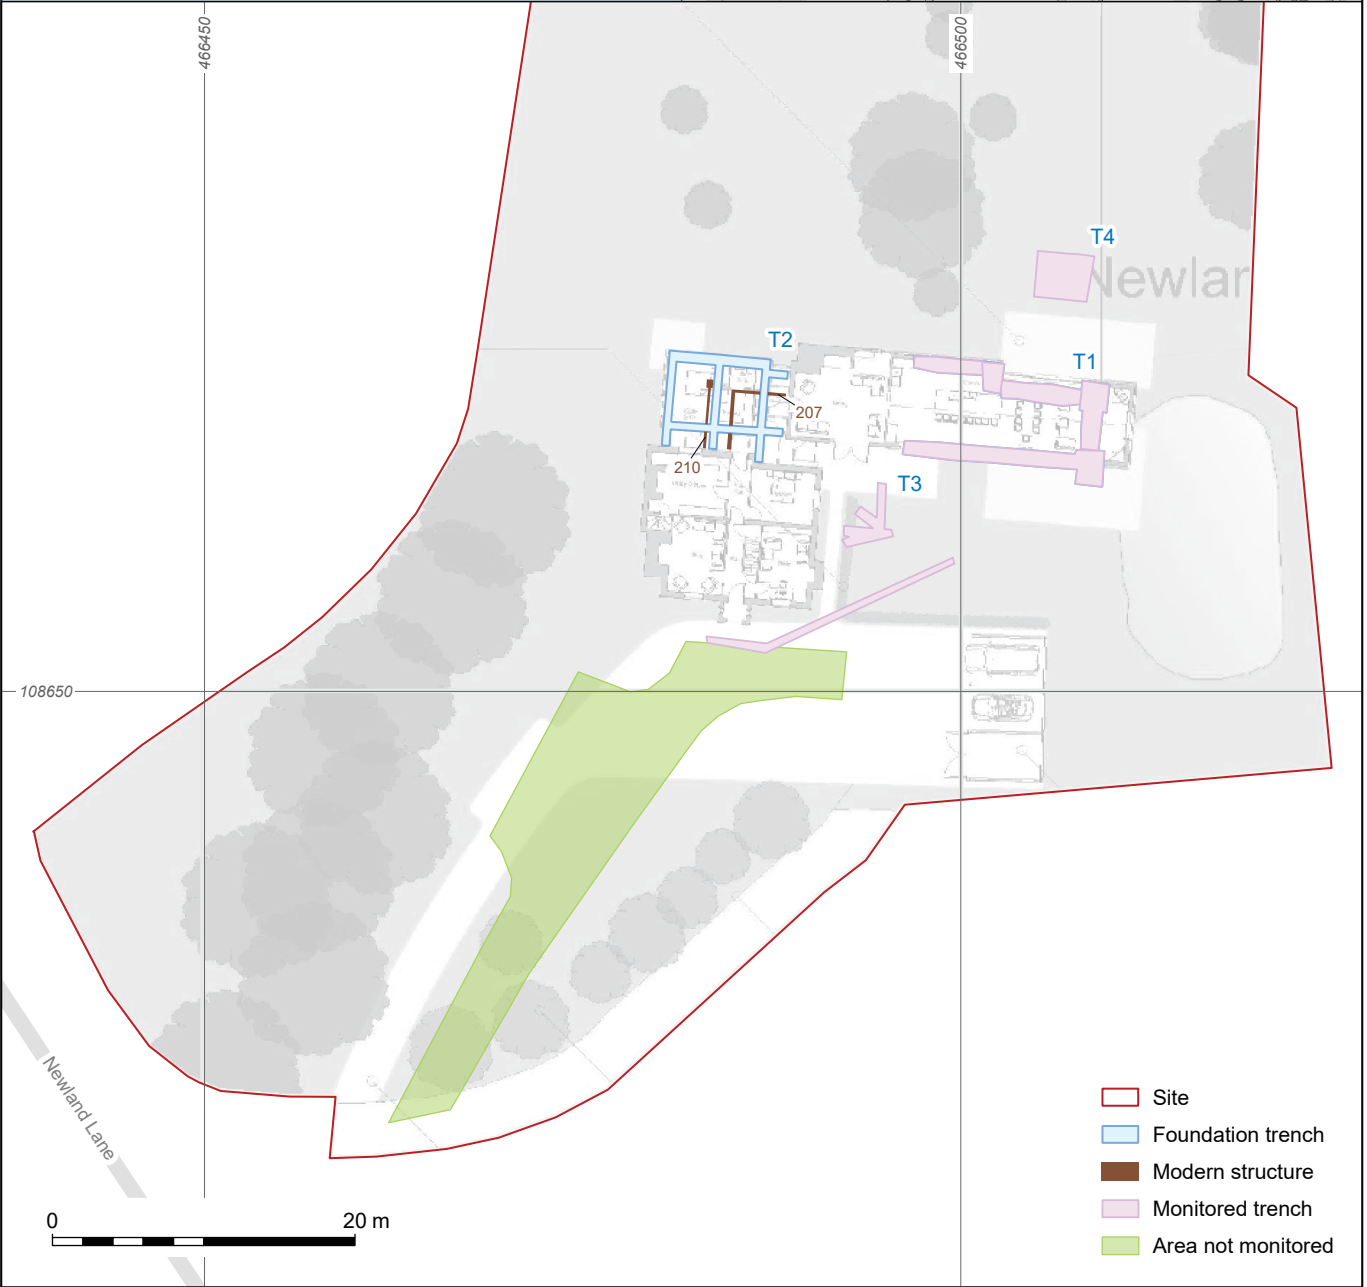 466450
466500
T4
Newlar
T2
T1
207
210
T3
108650
Newland Lane
Site
Foundation trench
Modern structure
Monitored trench
Area not monitored
0
20 m